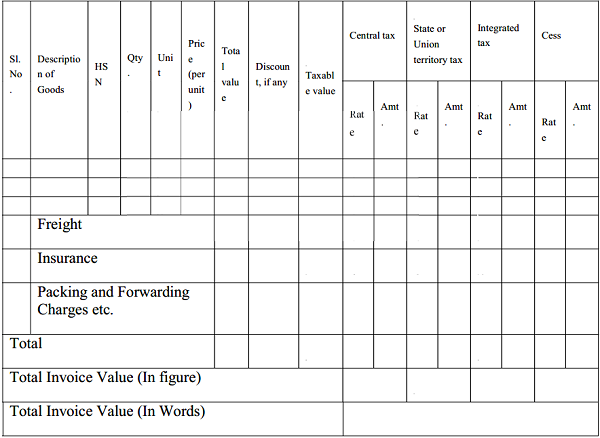 Sl.
No
.
Descriptio
n of
Goods
HS
N
Qty
.
Uni
t
Pric
e
(per
unit
)
Tota
l
valu
e
Discoun
t, if any
Taxabl
e value
Central tax
State or
Union
territory tax
Integrated
tax
Cess
Rat
e
Amt
.
Rat
e
Amt
.
Rat
e
Amt
.
Rat
e
Amt
.
Freight
Insurance
Packing and Forwarding
Charges etc.
Total
Total Invoice Value (In figure)
Total Invoice Value (In Words)